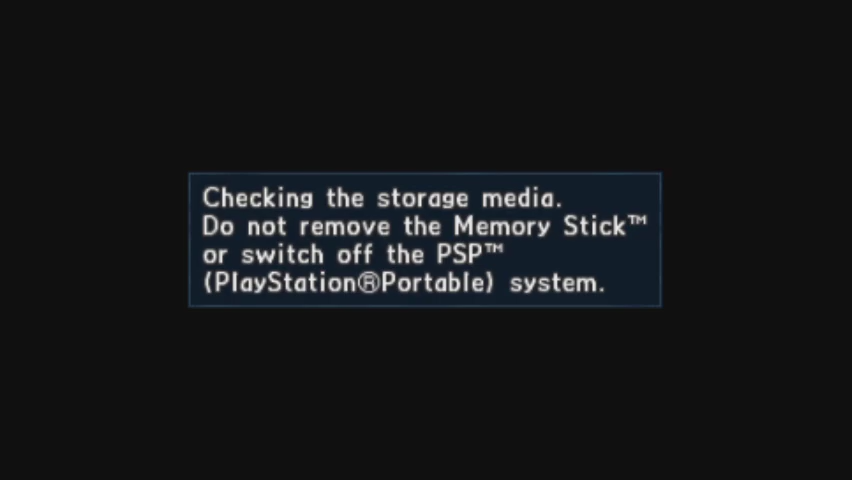 Checking the storage media.
Do not remove the Memory Stick™
or switch off the PSP™
(PlayStation®Portable) system.